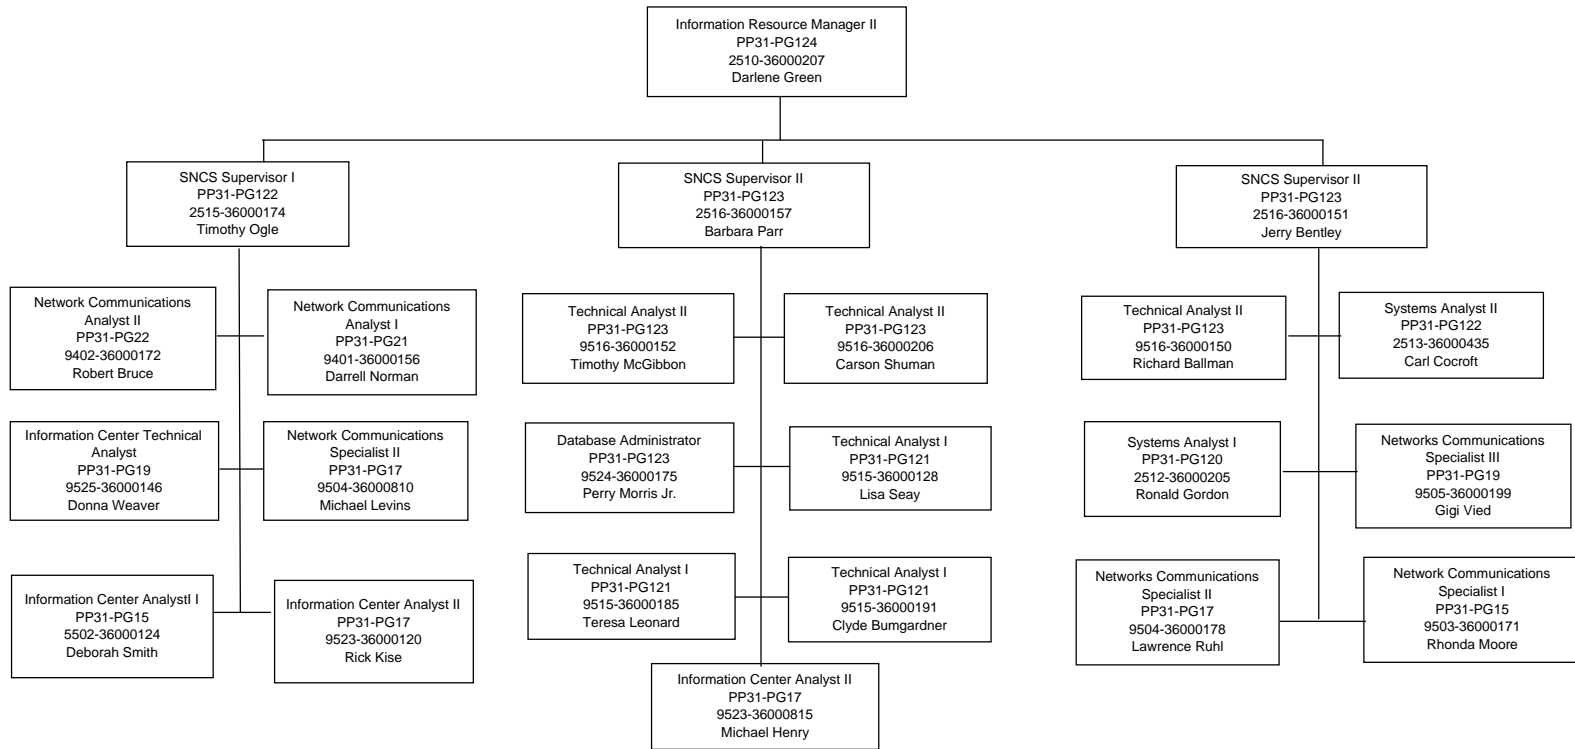 Information Resource Manager II
PP31-PG124
2510-36000207
Darlene Green
SNCS Supervisor I
PP31-PG122
2515-36000174
Timothy Ogle
SNCS Supervisor II
PP31-PG123
2516-36000157
Barbara Parr
SNCS Supervisor II
PP31-PG123
2516-36000151
Jerry Bentley
Network Communications
Analyst II
PP31-PG22
9402-36000172
Robert Bruce
Network Communications
Analyst I
PP31-PG21
9401-36000156
Darrell Norman
Technical Analyst II
PP31-PG123
9516-36000152
Timothy McGibbon
Technical Analyst II
PP31-PG123
9516-36000206
Carson Shuman
Technical Analyst II
PP31-PG123
9516-36000150
Richard Ballman
Systems Analyst II
PP31-PG122
2513-36000435
Carl Cocroft
Information Center Technical
Analyst
PP31-PG19
9525-36000146
Donna Weaver
Network Communications
Specialist II
PP31-PG17
9504-36000810
Michael Levins
Database Administrator
PP31-PG123
9524-36000175
Perry Morris Jr.
Technical Analyst I
PP31-PG121
9515-36000128
Lisa Seay
Systems Analyst I
PP31-PG120
2512-36000205
Ronald Gordon
Networks Communications
Specialist III
PP31-PG19
9505-36000199
Gigi Vied
Information Center Analystl I
PP31-PG15
5502-36000124
Deborah Smith
Information Center Analyst II
PP31-PG17
9523-36000120
Rick Kise
Technical Analyst I
PP31-PG121
9515-36000185
Teresa Leonard
Technical Analyst I
PP31-PG121
9515-36000191
Clyde Bumgardner
Networks Communications
Specialist II
PP31-PG17
9504-36000178
Lawrence Ruhl
Network Communications
Specialist I
PP31-PG15
9503-36000171
Rhonda Moore
Information Center Analyst II
PP31-PG17
9523-36000815
Michael Henry